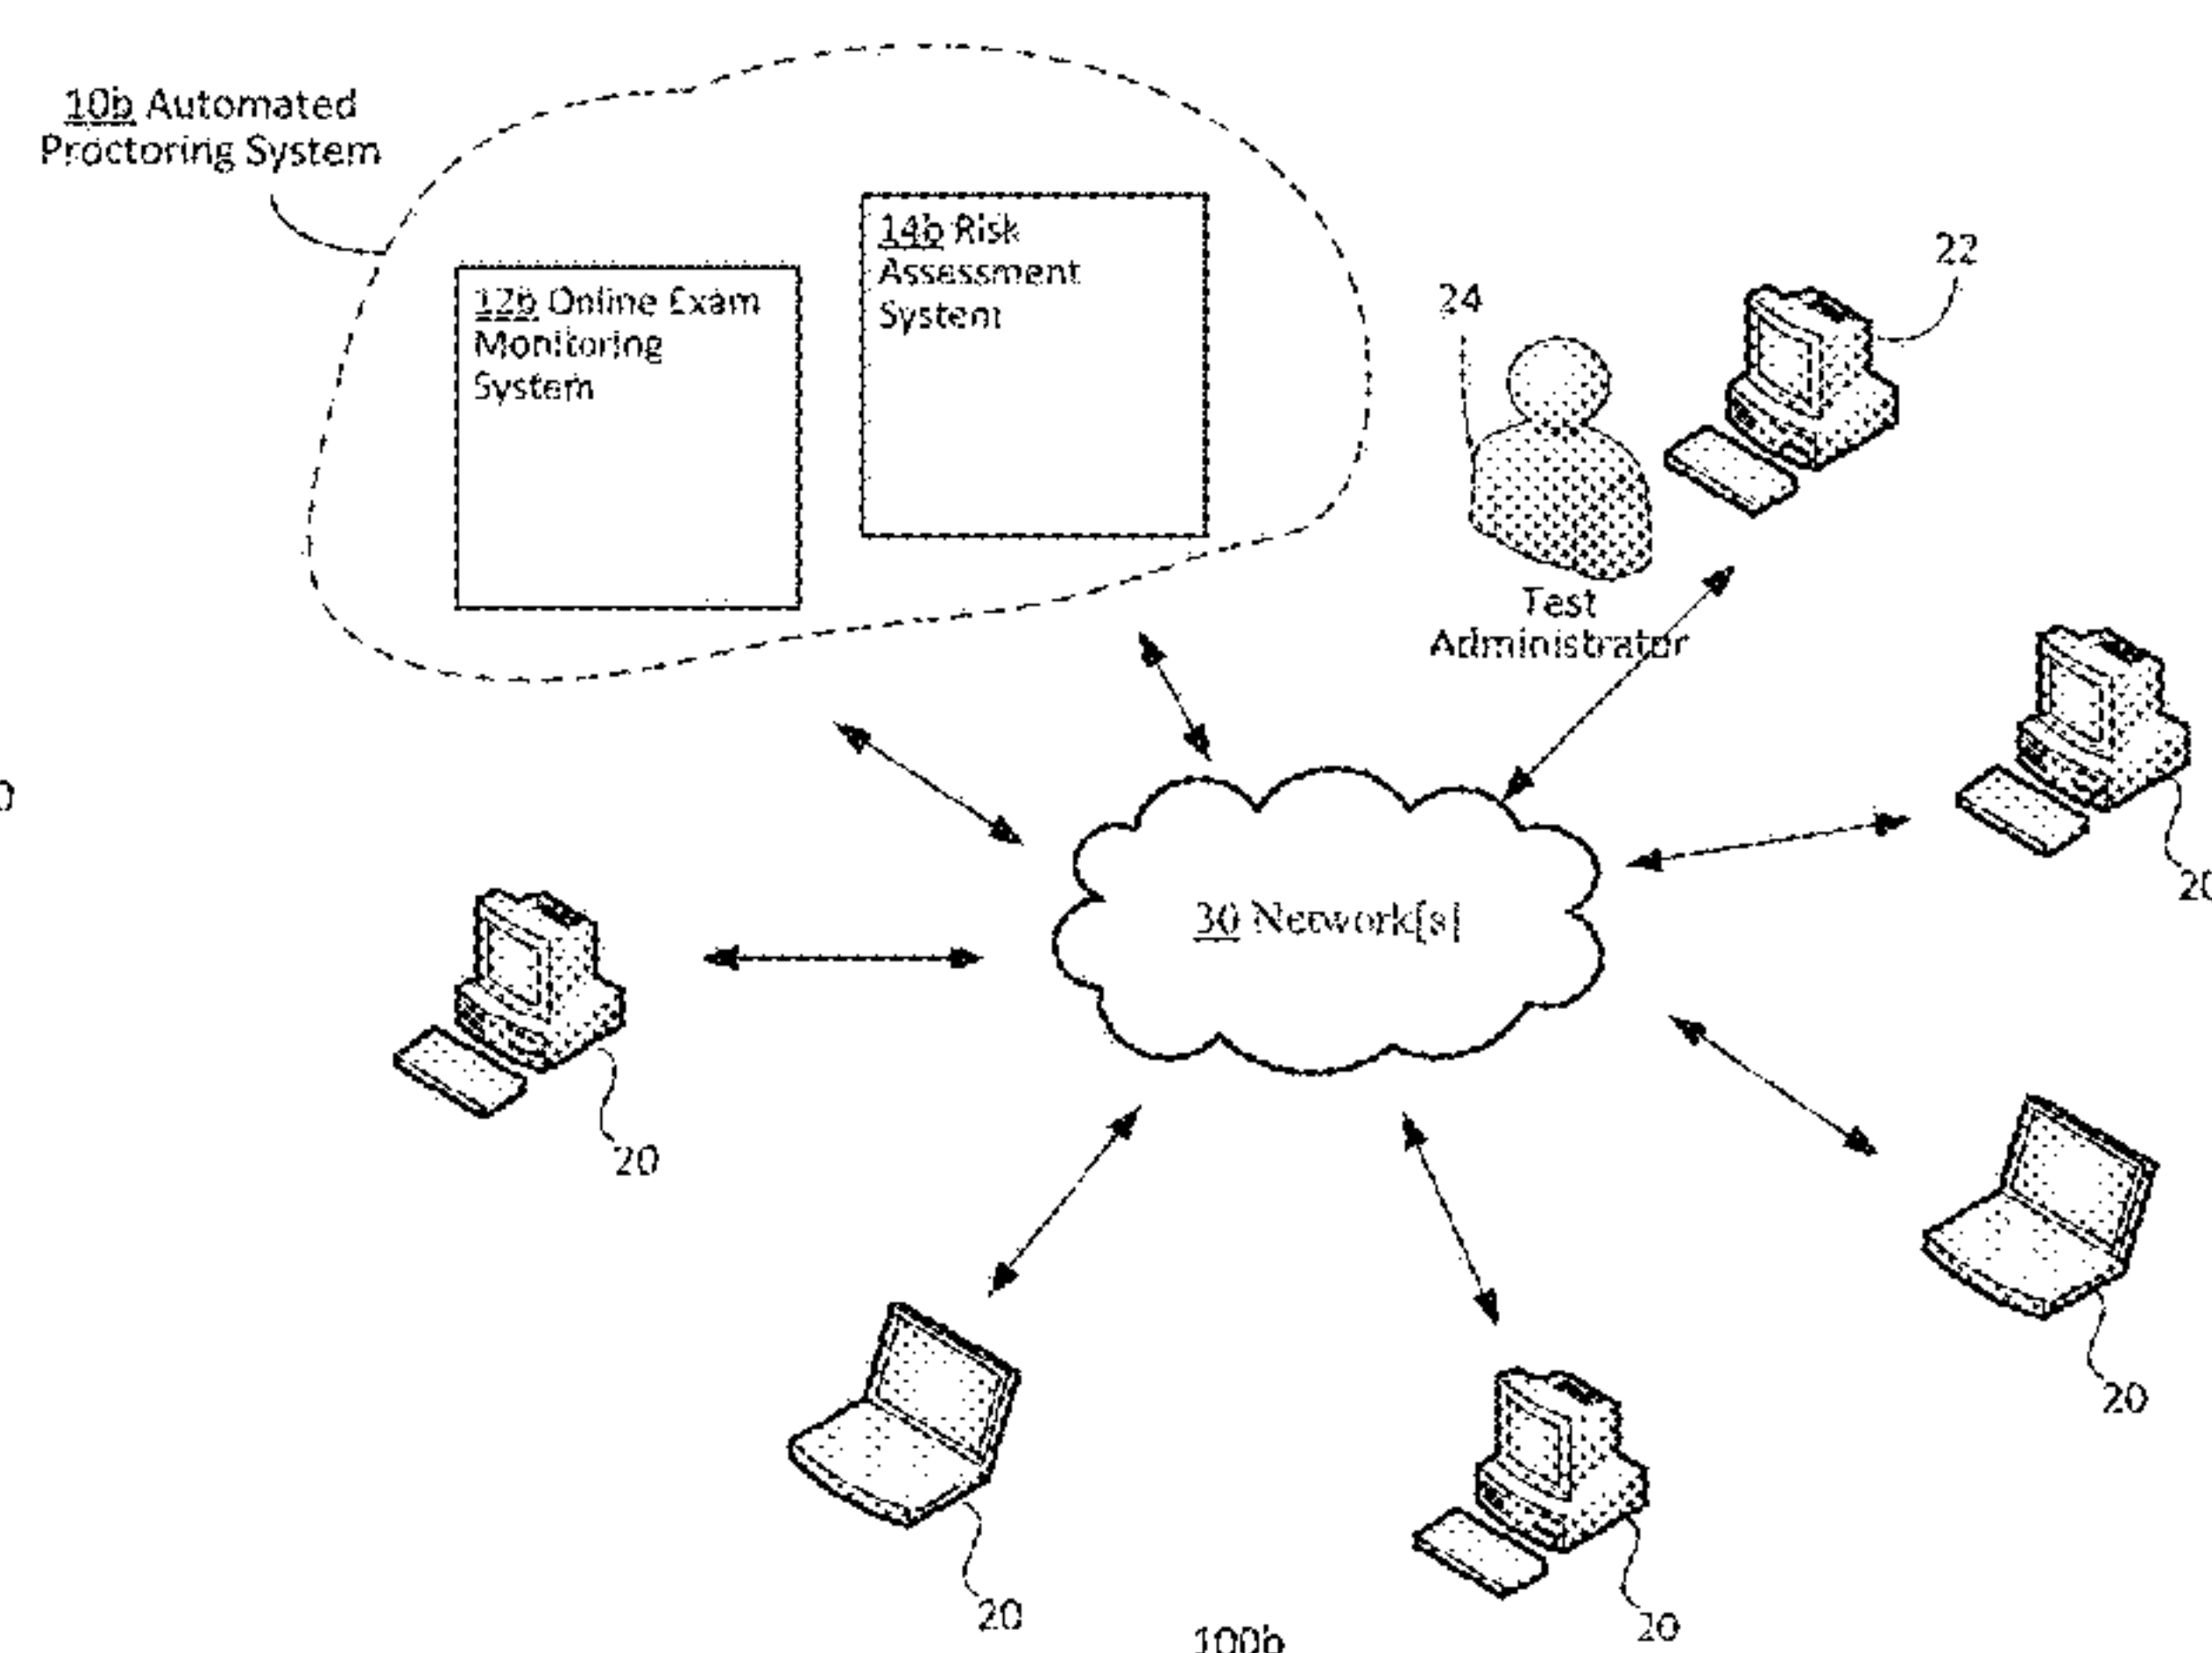 10b Automated
Proctoring System
14b Risk
Assessment
System
12b Online Exam
Monitoring
System
24
22
Test
Administrator
30 Network[s]
20
20
20
20
20
100b